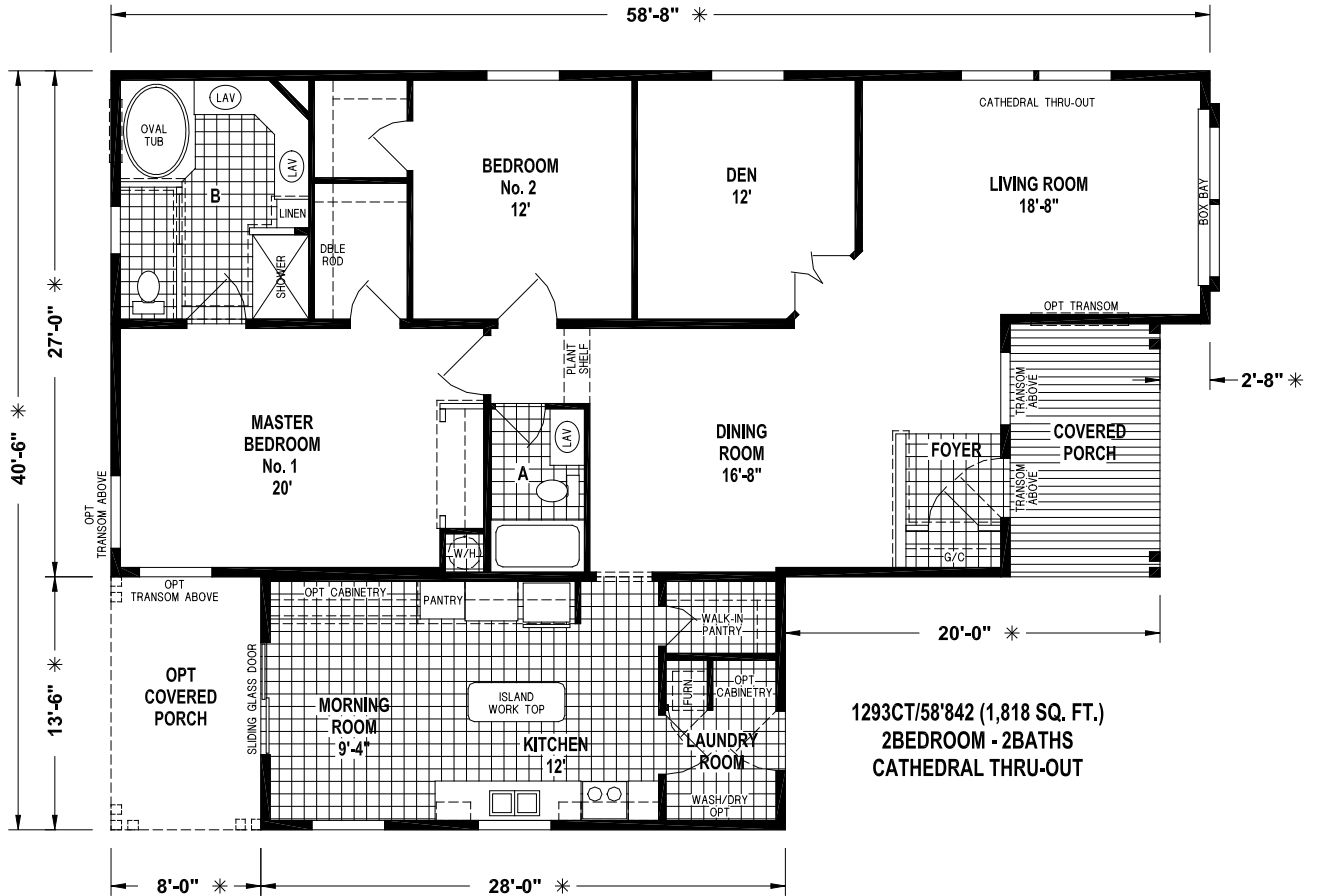 58'-8" ✳
CATHEDRAL THRU-OUT
LAV
OVAL
TUB
BEDROOM
No. 2
12'
DEN
12'
LIVING ROOM
18'-8"
BOX BAY
LAV
B
LINEN
DBLE
ROD
SHOWER
27'-0" ✳
40'-6" ✳
OPT TRANSOM
PLANT
SHELF
2'-8" ✳
TRANSOM
ABOVE
COVERED
PORCH
MASTER
BEDROOM
No. 1
20'
DINING
ROOM
16'-8"
FOYER
LAV
A
TRANSOM
ABOVE
OPT
TRANSOM ABOVE
W/H
G/C
OPT
TRANSOM ABOVE
OPT CABINETRY
PANTRY
WALK-IN
PANTRY
20'-0" ✳
13'-6" ✳
OPT
COVERED
PORCH
SLIDING GLASS DOOR
MORNING
ROOM
9'-4"
ISLAND
WORK TOP
KITCHEN
12'
FURN
OPT
CABINETRY
LAUNDRY
ROOM
WASH/DRY
OPT
1293CT/58'842 (1,818 SQ. FT.)
2BEDROOM - 2BATHS
CATHEDRAL THRU-OUT
8'-0" ✳
28'-0" ✳